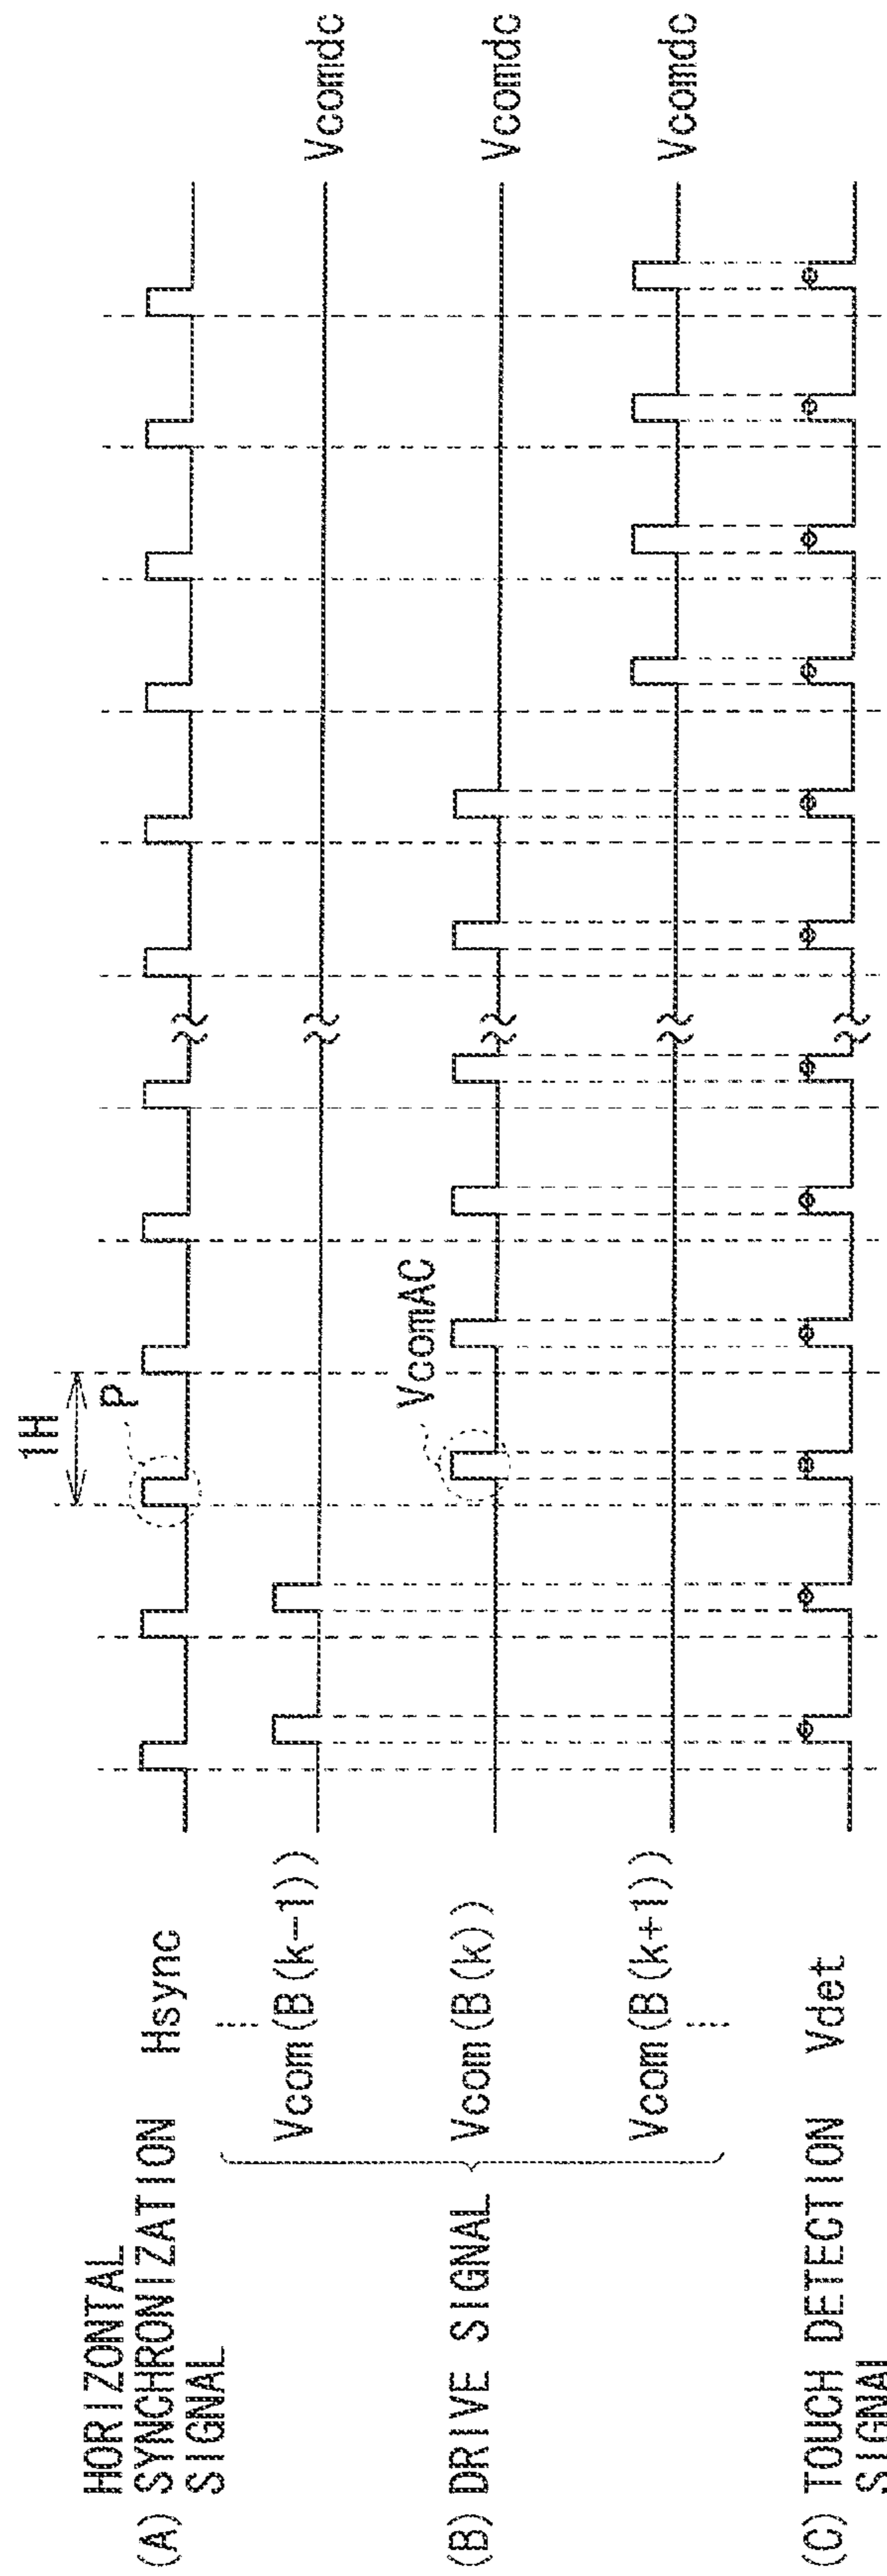 1H
P
HORIZONTAL
(A) SYNCHRONIZATION Hsync
SIGNAL
Vcom(B(k-1))
Vcomdc
VcomAC
(B) DRIVE SIGNAL
Vcom(B(k))
Vcomdc
Vcom(B(k+1))
Vcomdc
(C) TOUCH DETECTION Vdet
SIGNAL